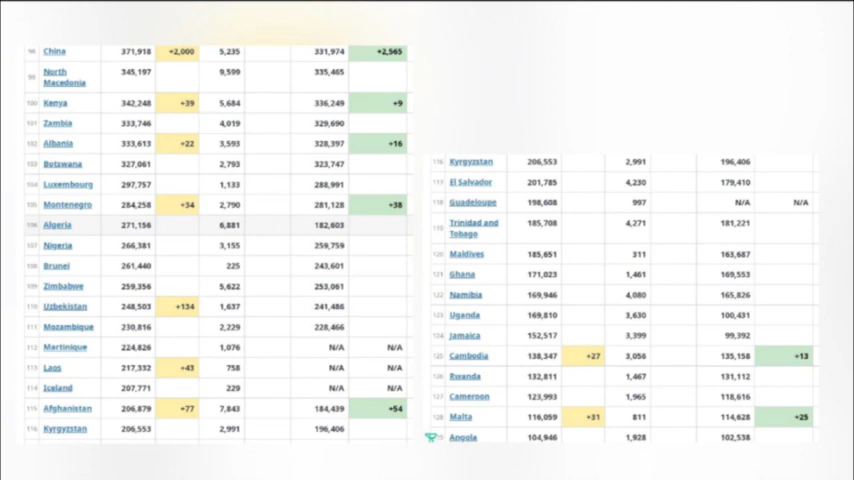 98 China 371,918 +2,000 5,235 331,974 +2,565
99 North Macedonia 345,197 9,599 335,465
100 Kenya 342,248 +39 5,684 336,249 +9
101 Zambia 333,746 4,019 329,690
102 Albania 333,613 +22 3,593 328,397 +16
103 Botswana 327,061 2,793 323,747
104 Luxembourg 297,757 1,133 288,991
105 Montenegro 284,258 +34 2,790 281,128 +38
106 Algeria 271,156 6,881 182,603
107 Nigeria 266,381 3,155 259,759
108 Brunei 261,440 225 243,601
109 Zimbabwe 259,356 5,622 253,061
110 Uzbekistan 248,503 +134 1,637 241,486
111 Mozambique 230,816 2,229 228,466
112 Martinique 224,826 1,076 N/A N/A
113 Laos 217,332 +43 758 N/A N/A
114 Iceland 207,771 229 N/A N/A
115 Afghanistan 206,879 +77 7,843 184,439 +54
116 Kyrgyzstan 206,553 2,991 196,406
116 Kyrgyzstan 206,553 2,991 196,406
117 El Salvador 201,785 4,230 179,410
118 Guadeloupe 198,608 997 N/A N/A
119 Trinidad and Tobago 185,708 4,271 181,221
120 Maldives 185,651 311 163,687
121 Ghana 171,023 1,461 169,553
122 Namibia 169,946 4,080 165,826
123 Uganda 169,810 3,630 100,431
124 Jamaica 152,517 3,399 99,392
125 Cambodia 138,347 +27 3,056 135,158 +13
126 Rwanda 132,811 1,467 131,112
127 Cameroon 123,993 1,965 118,616
128 Malta 116,059 +31 811 114,628 +25
Angola 104,946 1,928 102,538